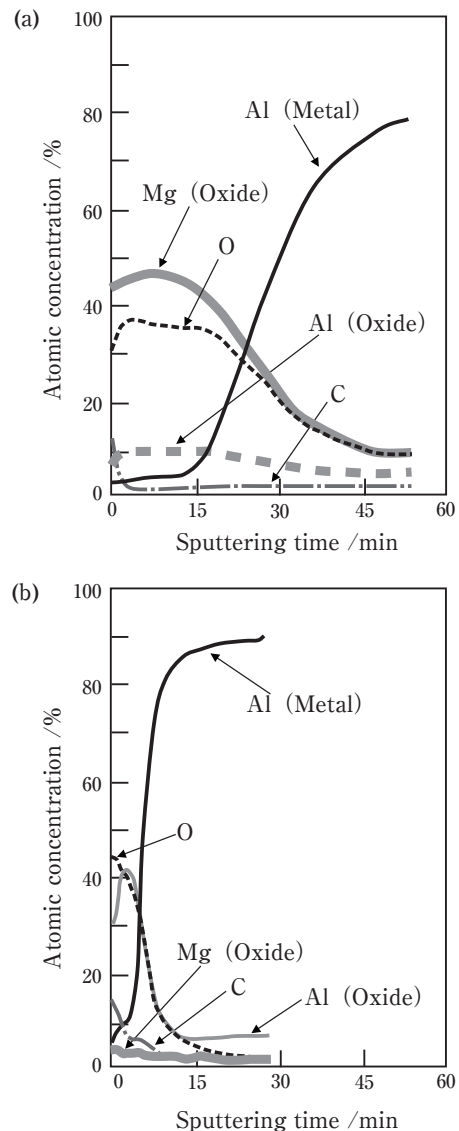 (a)
100
80
60
40
20
0
Atomic concentration /%
Al (Metal)
Mg (Oxide)
O
Al (Oxide)
C
0
15
30
45
60
Sputtering time /min
(b)
100
80
60
40
20
0
Atomic concentration /%
Al (Metal)
O
Mg (Oxide)
C
Al (Oxide)
0
15
30
45
60
Sputtering time /min